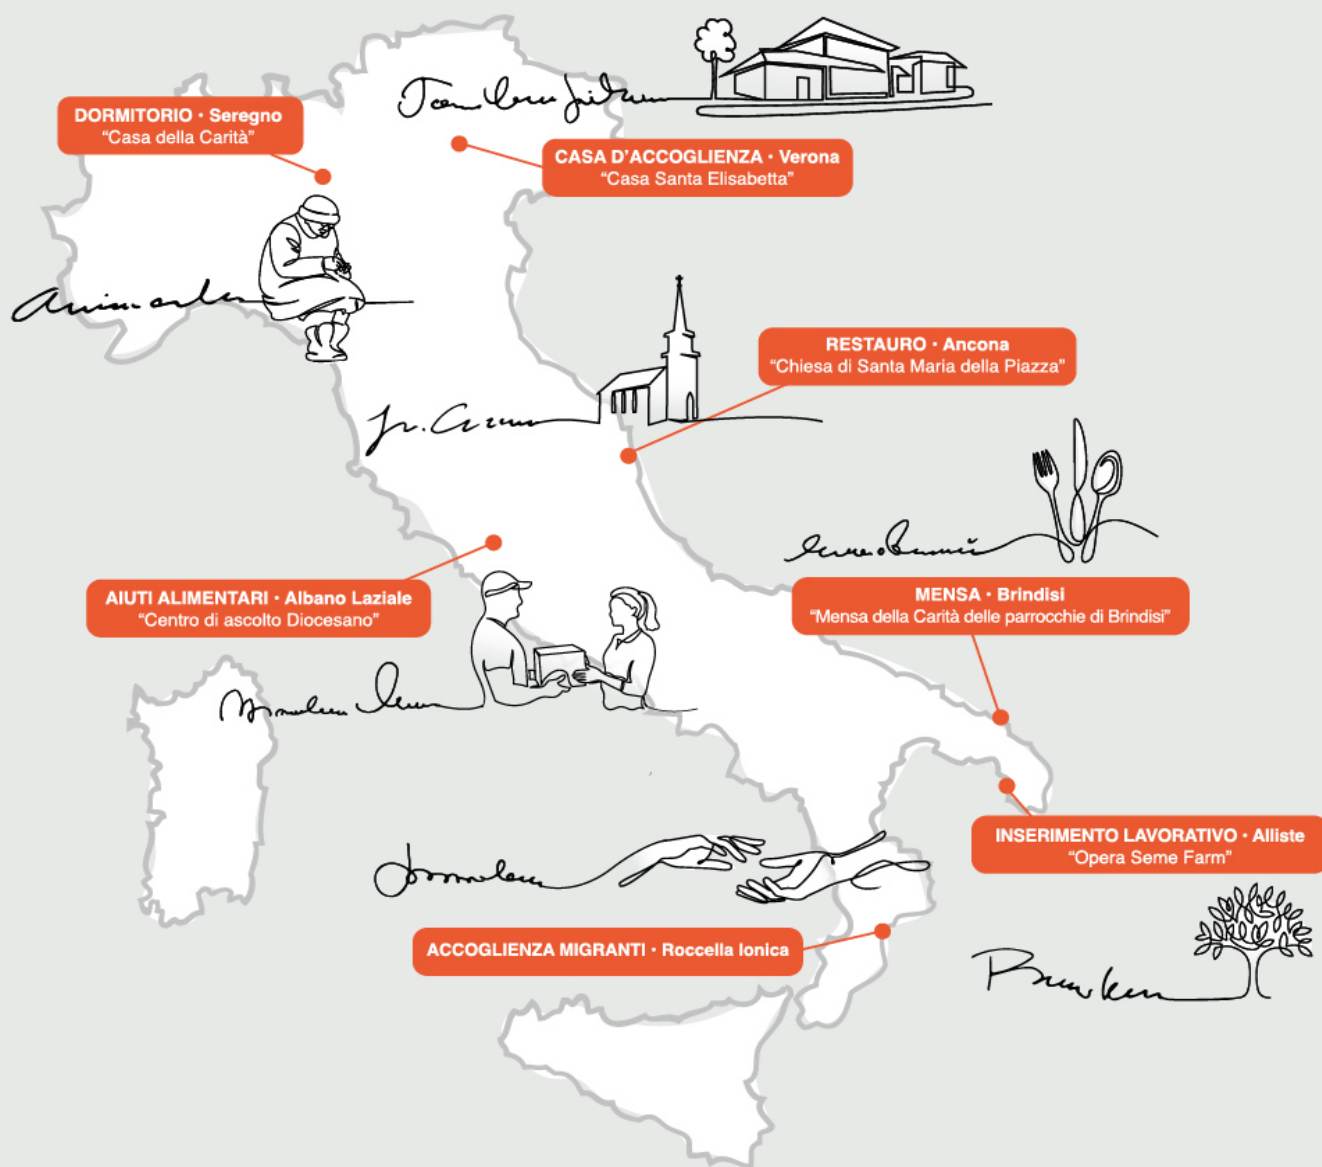 DORMITORIO • Seregno
“Casa della Carità”
CASA D’ACCOGLIENZA • Verona
“Casa Santa Elisabetta”
RESTAURO • Ancona
“Chiesa di Santa Maria della Piazza”
AIUTI ALIMENTARI • Albano Laziale
“Centro di ascolto Diocesano”
MENSA • Brindisi
“Mensa della Carità delle parrocchie di Brindisi”
INSERIMENTO LAVORATIVO • Alliste
“Opera Seme Farm”
ACCOGLIENZA MIGRANTI • Roccella Ionica